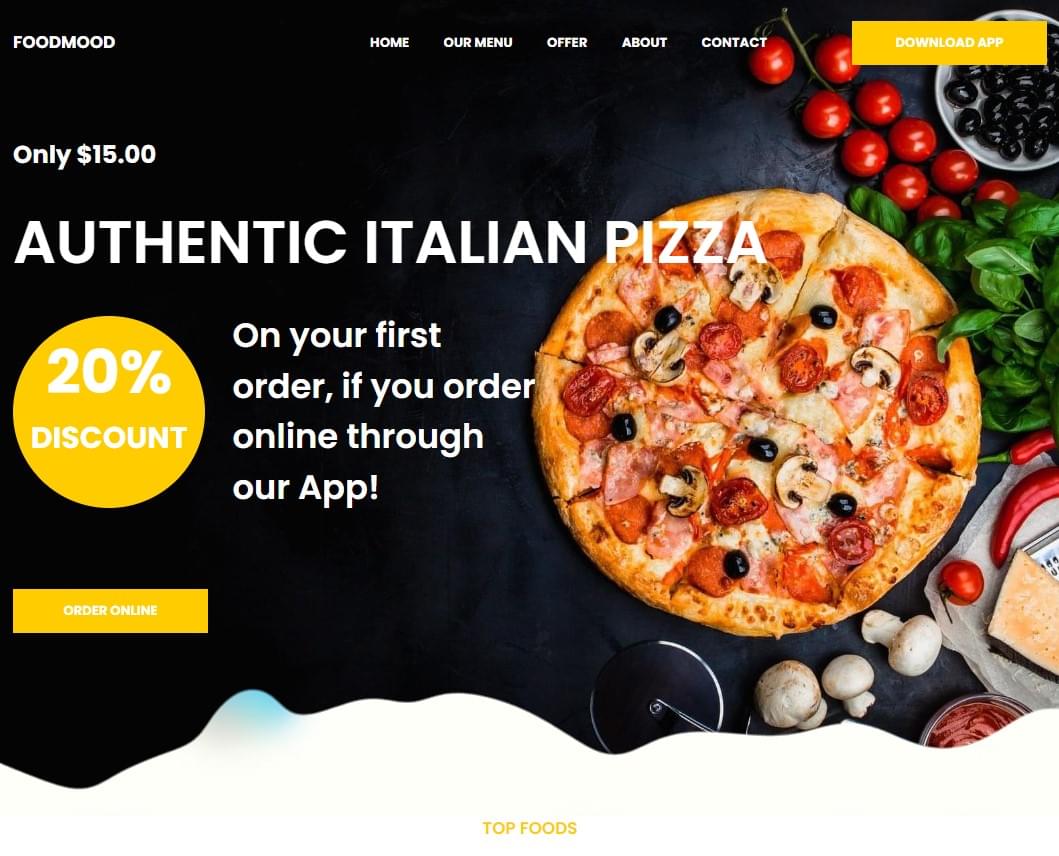 FOODMOOD
HOME
OUR MENU
OFFER
ABOUT
CONTACT
DOWNLOAD APP
Only $15.00
AUTHENTIC ITALIAN PIZZA
20%
DISCOUNT
On your first
order, if you order
online through
our App!
ORDER ONLINE
TOP FOODS